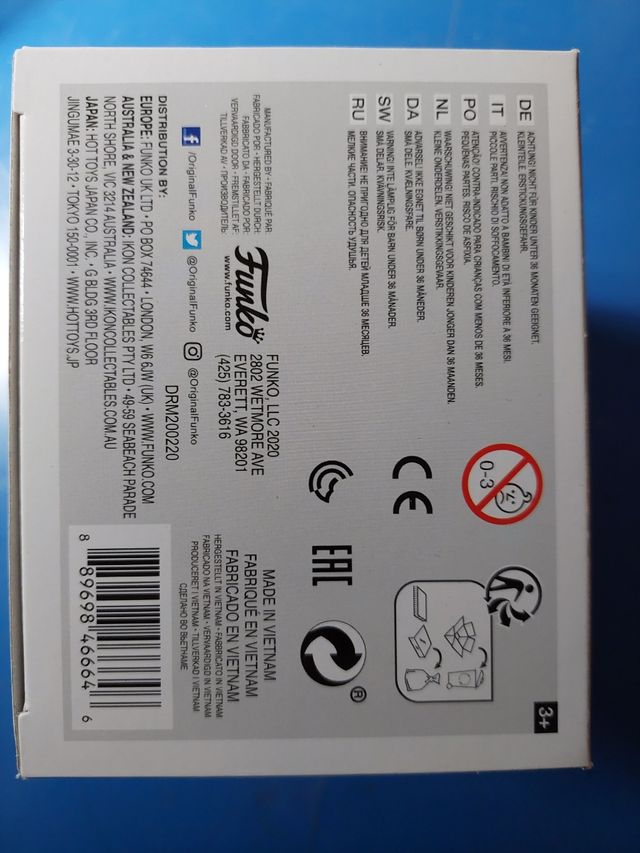 3+
DE ACHTUNG! NICHT FÜR KINDER UNTER 36 MONATEN GEEIGNET.
KLEINTEILE. ERSTICKUNGSGEFAHR.
IT AVVERTENZA! NON ADATTO A BAMBINI DI ETÀ INFERIORE A 36 MESI.
PICCOLE PARTI. RISCHIO DI SOFFOCAMENTO.
PO ATENÇÃO! CONTRA-INDICADO PARA CRIANÇAS COM MENOS DE 36 MESES.
PEQUENAS PARTES. RISCO DE ASFIXIA.
NL WAARSCHUWING! NIET GESCHIKT VOOR KINDEREN JONGER DAN 36 MAANDEN.
KLEINE ONDERDELEN. VERSTIKKINGSGEVAAR.
DA ADVARSEL! IKKE EGNET TIL BØRN UNDER 36 MÅNEDER.
SMÅ DELE. KVÆLNINGSFARE.
SW VARNING! INTE LÄMPLIG FÖR BARN UNDER 36 MÅNADER.
SMÅ DELAR. KVÄVNINGSRISK.
RU ВНИМАНИЕ! НЕ ПРИГОДНО ДЛЯ ДЕТЕЙ МЛАДШЕ 36 МЕСЯЦЕВ.
МЕЛКИЕ ЧАСТИ. ОПАСНОСТЬ УДУШЬЯ.
0-3
CE
EAC
®
MANUFACTURED BY • FABRIQUÉ PAR
FABRICADO POR • HERGESTELLT DURCH
FABBRICATO DA • FABRICADO POR
VERVAARDIGD DOOR • FREMSTILLET AF
TILLVERKAD AV • ПРОИЗВОДИТЕЛЬ:
Funko
www.funko.com
FUNKO, LLC 2020
2802 WETMORE AVE
EVERETT, WA 98201
(425) 783-3616
MADE IN VIETNAM
FABRIQUÉ EN VIETNAM
FABRICADO EN VIETNAM
HERGESTELLT IN VIETNAM • FABBRICATO IN VIETNAM
FABRICADO NA VIETNAM • VERVAARDIGD IN VIETNAM
PRODUCERET I VIETNAM • TILLVERKAD I VIETNAM
СДЕЛАНО ВО ВЬЕТНАМЕ
/OriginalFunko @OriginalFunko @OriginalFunko
DRM200220
DISTRIBUTION BY:
EUROPE: FUNKO UK LTD • PO BOX 74644 • LONDON, W6 6JW (UK) • WWW.FUNKO.COM
AUSTRALIA & NEW ZEALAND: IKON COLLECTABLES PTY LTD • 49-59 SEABEACH PARADE
NORTH SHORE, VIC 3214 AUSTRALIA • WWW.IKONCOLLECTABLES.COM.AU
JAPAN: HOT TOYS JAPAN CO. INC. • G BLDG 3RD FLOOR
JINGUMAE 3-30-12 • TOKYO 150-0001 • WWW.HOTTOYS.JP
8 89698 46664 6